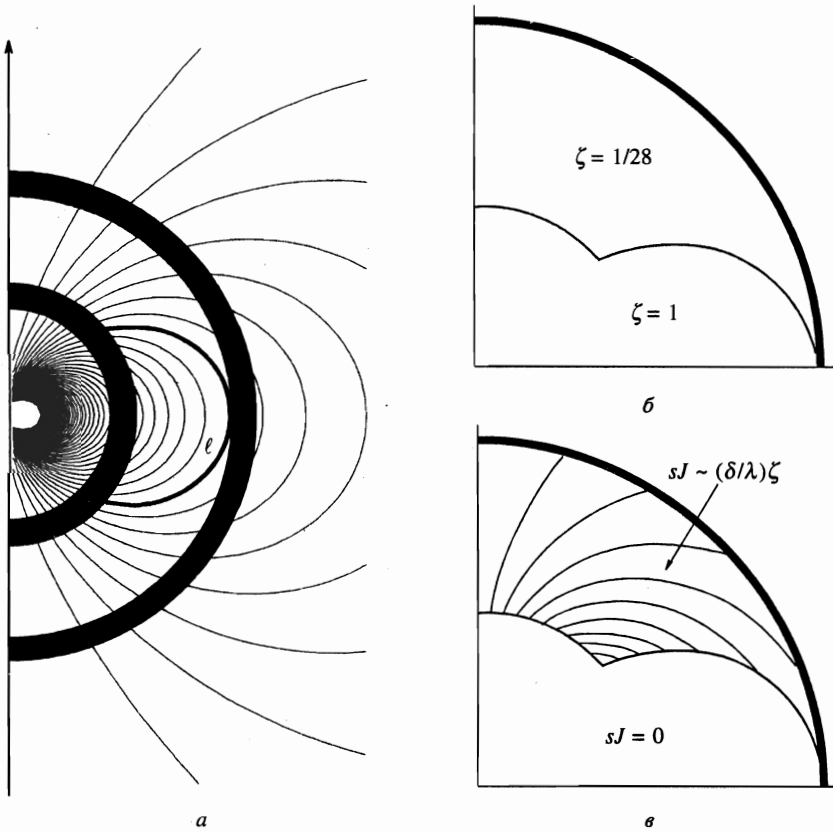 ℓ
а
ζ = 1/28
ζ = 1
б
sJ ~ (δ/λ)ζ
sJ = 0
в